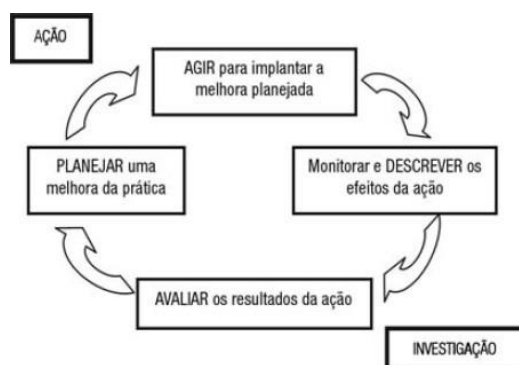 AÇÃO
AGIR para implantar a
melhora planejada
PLANEJAR uma
melhora da prática
Monitorar e DESCREVER os
efeitos da ação
AVALIAR os resultados da ação
INVESTIGAÇÃO